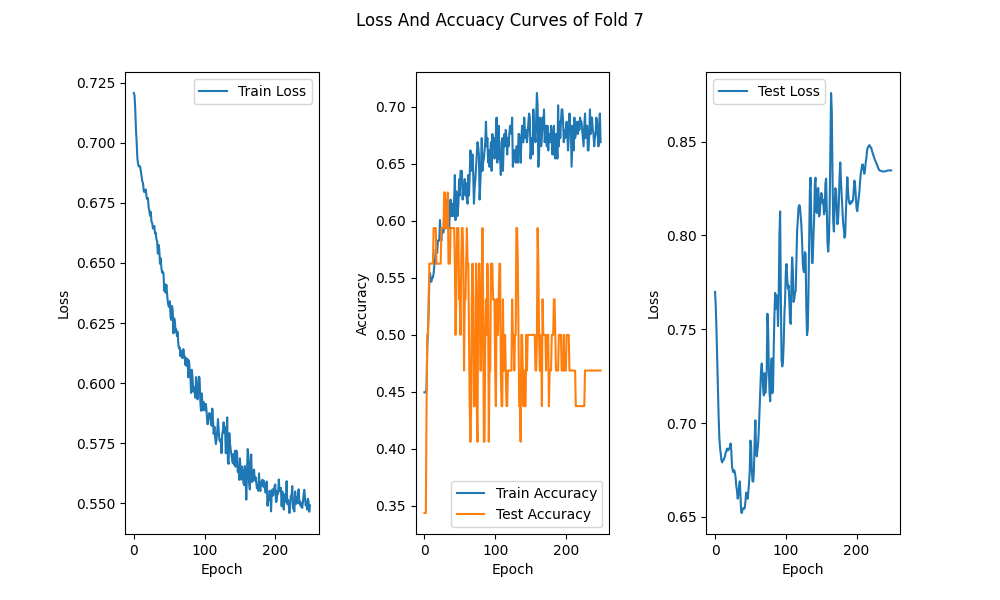 Loss And Accuacy Curves of Fold 7
Loss
0.725
0.700
0.675
0.650
0.625
0.600
0.575
0.550
Train Loss
0 100 200
Epoch
Accuracy
0.70
0.65
0.60
0.55
0.50
0.45
0.40
0.35
Train Accuracy
Test Accuracy
0 100 200
Epoch
Loss
0.85
0.80
0.75
0.70
0.65
Test Loss
0 100 200
Epoch